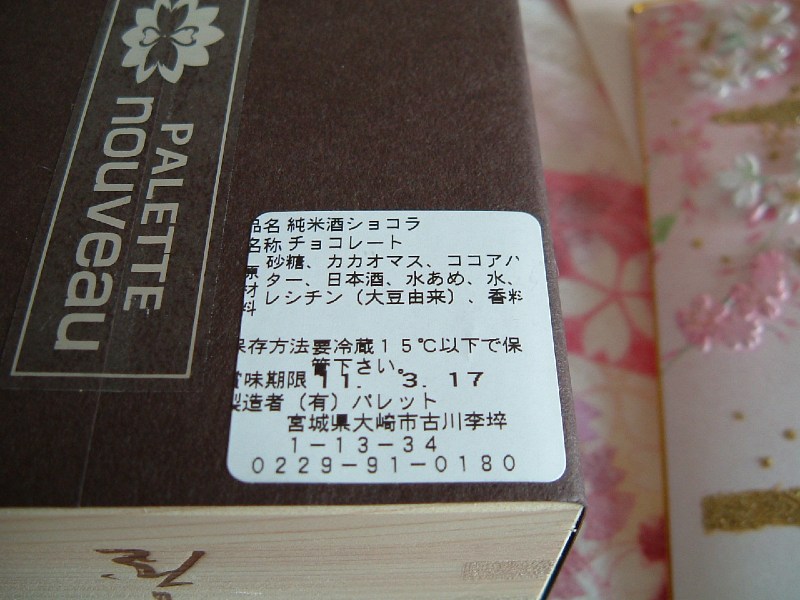 PALETTE
nouveau
品名 純米酒ショコラ
名称 チョコレート
原材料 砂糖、カカオマス、ココアバ
ター、日本酒、水あめ、水、
レシチン（大豆由来）、香料
保存方法要冷蔵15℃以下で保
管下さい。
賞味期限 11. 3. 17
製造者（有）パレット
宮城県大崎市古川李埣
1-13-34
0229-91-0180